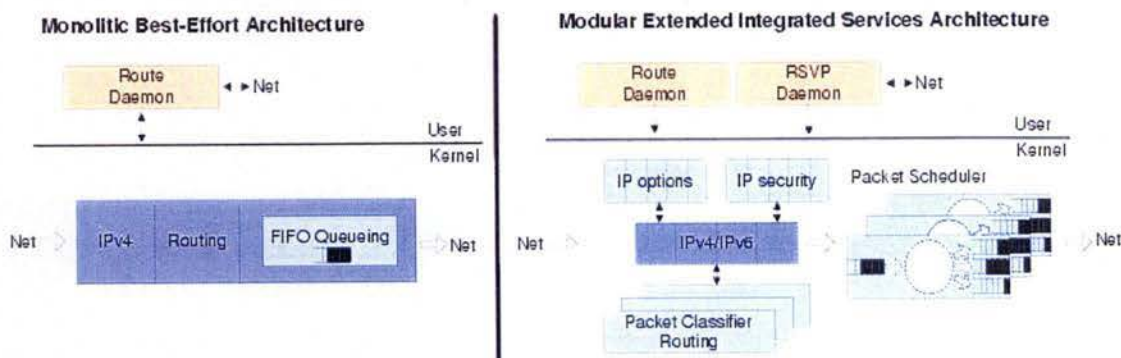 Monolitic Best-Effort Architecture
Route
Daemon
Net
User
Kernel
Net
IPv4
Routing
FIFO Queueing
Net
Modular Extended Integrated Services Architecture
Route
Daemon
RSVP
Daemon
Net
User
Kernel
IP options
IP security
Packet Scheduler
Net
IPv4/IPv6
Net
Packet Classifier
Routing